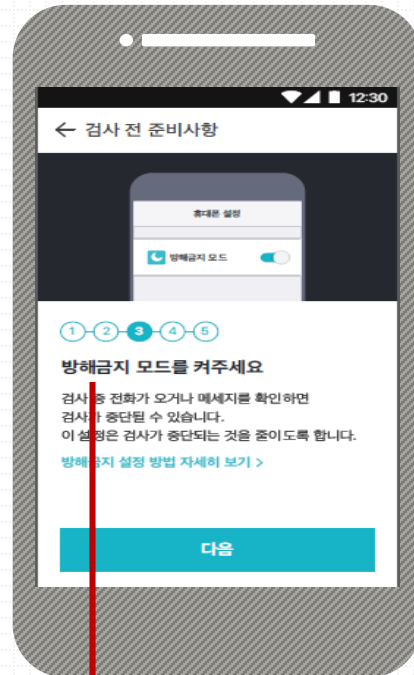 12:30
← 검사 전 준비사항
휴대폰 설정
방해금지 모드
1 2 3 4 5
방해금지 모드를 켜주세요
검사 중 전화가 오거나 메세지를 확인하면
검사가 중단될 수 있습니다.
이 설정은 검사가 중단되는 것을 줄이도록 합니다.
방해금지 설정 방법 자세히 보기 >
다음